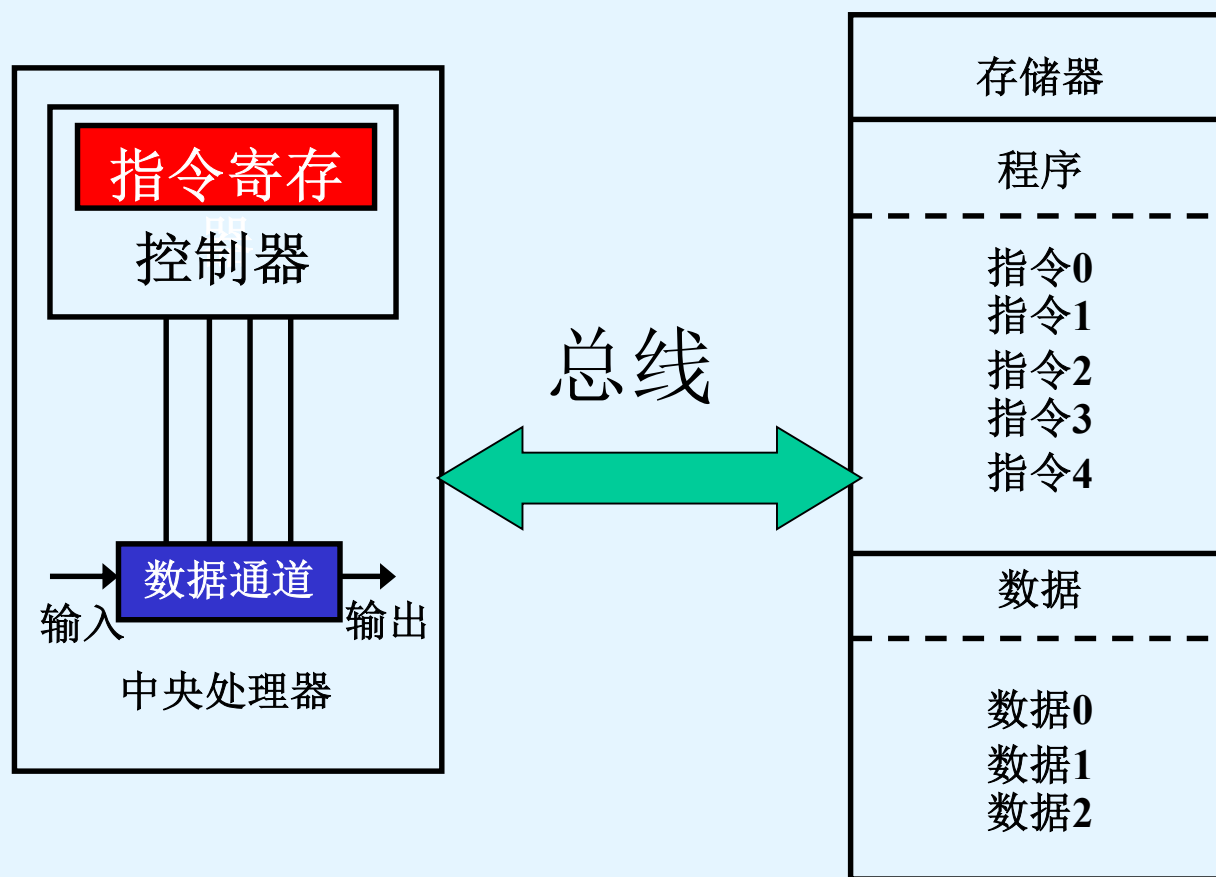 指令寄存
器
控制器
数据通道
输入
输出
中央处理器
总线
存储器
程序
指令0
指令1
指令2
指令3
指令4
数据
数据0
数据1
数据2